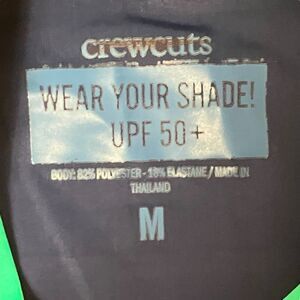 crewcuts
WEAR YOUR SHADE!
UPF 50+
BODY: 82% POLYESTER - 18% ELASTANE / MADE IN
THAILAND
M